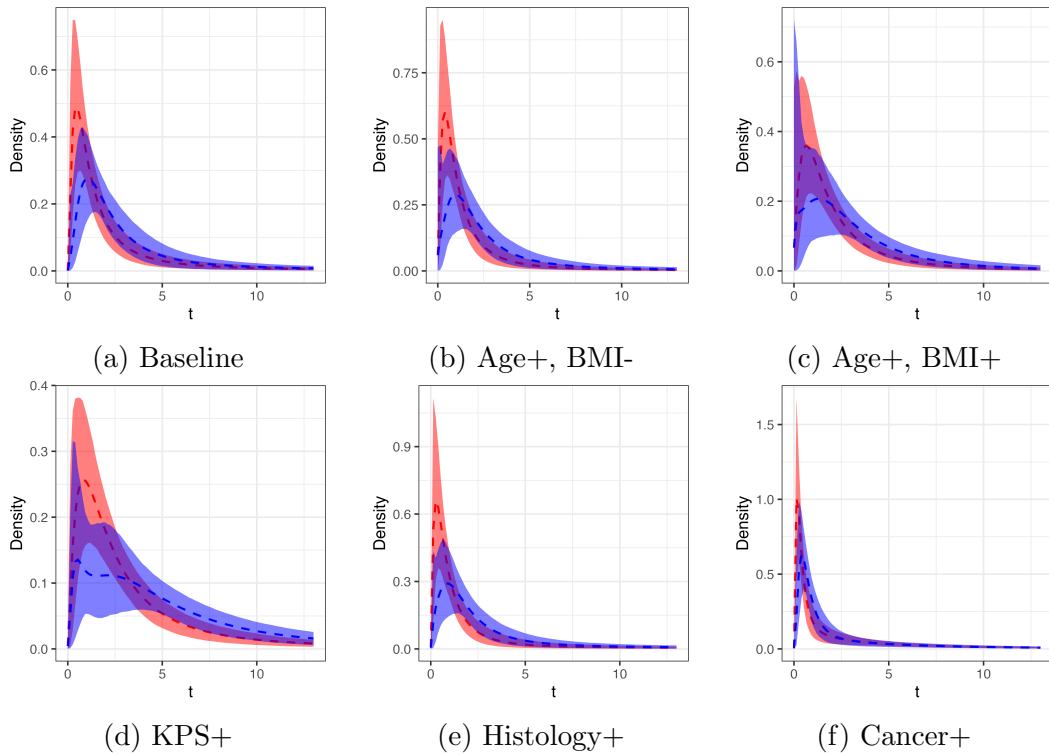 0.6
0.4
0.2
0.0
Density
0
5
10
t
(a) Baseline
0.75
0.50
0.25
0.00
Density
0
5
10
t
(b) Age+, BMI-
0.6
0.4
0.2
0.0
Density
0
5
10
t
(c) Age+, BMI+
0.4
0.3
0.2
0.1
0.0
Density
0
5
10
t
(d) KPS+
0.9
0.6
0.3
0.0
Density
0
5
10
t
(e) Histology+
1.5
1.0
0.5
0.0
Density
0
5
10
t
(f) Cancer+